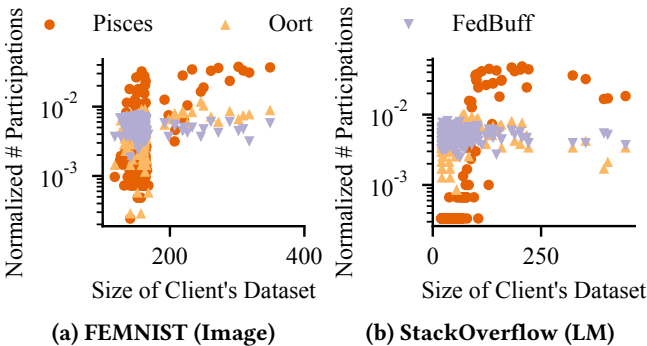 Pisces Oort FedBuff
Normalized # Participations
10^-2
10^-3
200 400
Size of Client's Dataset
(a) FEMNIST (Image)
Normalized # Participations
10^-2
10^-3
0 250
Size of Client's Dataset
(b) StackOverflow (LM)